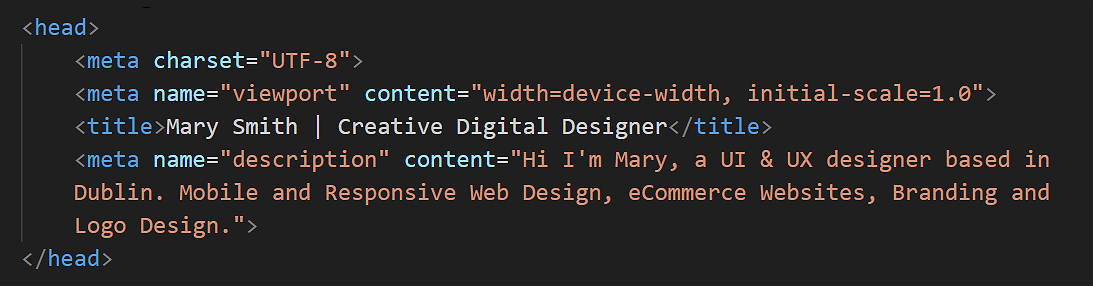 <head>
<meta charset="UTF-8">
<meta name="viewport" content="width=device-width, initial-scale=1.0">
<title>Mary Smith | Creative Digital Designer</title>
<meta name="description" content="Hi I'm Mary, a UI & UX designer based in
Dublin. Mobile and Responsive Web Design, eCommerce Websites, Branding and
Logo Design.">
</head>